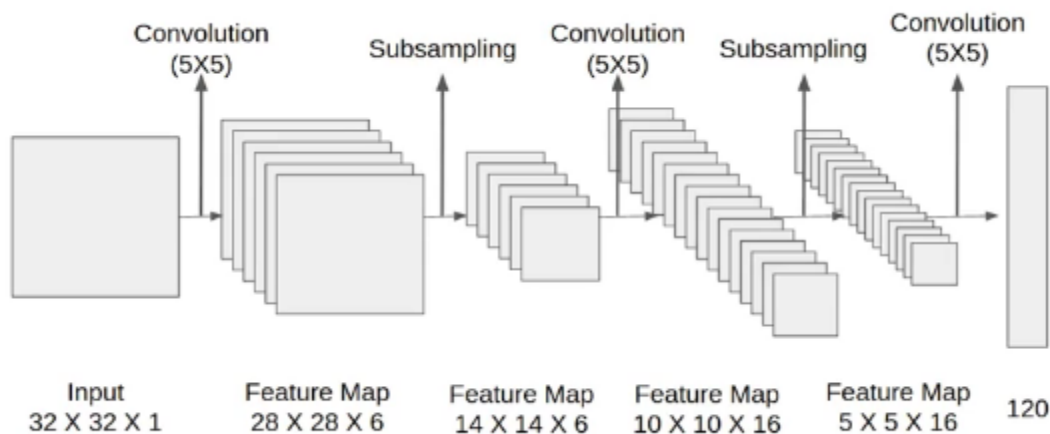 Convolution
(5X5)
Subsampling
Convolution
(5X5)
Subsampling
Convolution
(5X5)
Input
32 X 32 X 1
Feature Map
28 X 28 X 6
Feature Map
14 X 14 X 6
Feature Map
10 X 10 X 16
Feature Map
5 X 5 X 16
120